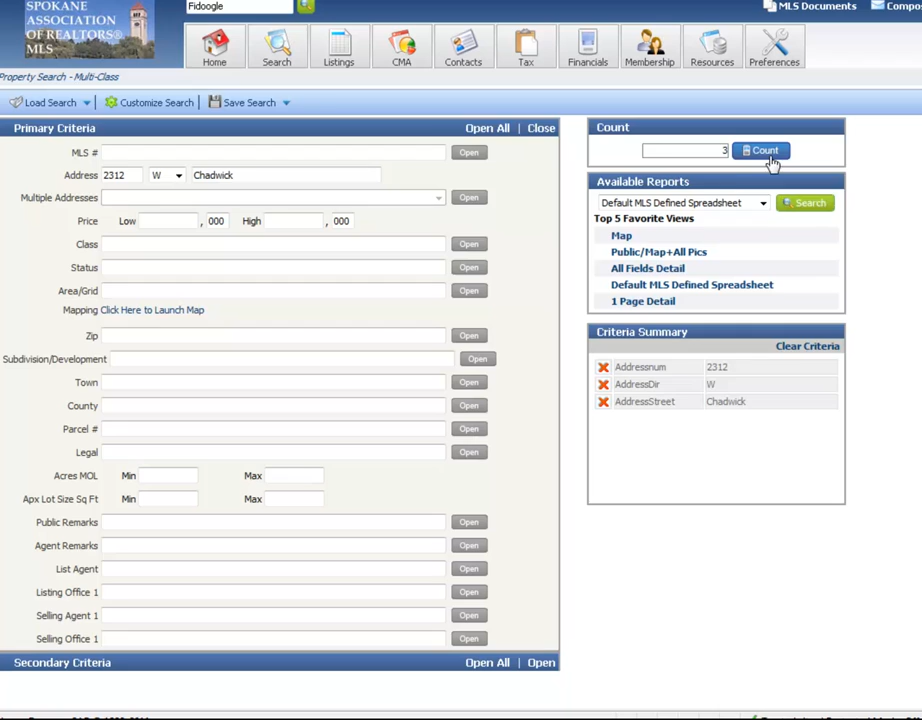 SPOKANE
ASSOCIATION
OF REALTORS®
MLS
Fidoogle
MLS Documents
Compo
Home
Search
Listings
CMA
Contacts
Tax
Financials
Membership
Resources
Preferences
Property Search - Multi-Class
Load Search
Customize Search
Save Search
Primary Criteria
Open All | Close
MLS #
Open
Address 2312 W Chadwick
Multiple Addresses
Open
Price Low , 000 High , 000
Class
Open
Status
Open
Area/Grid
Open
Mapping Click Here to Launch Map
Zip
Open
Subdivision/Development
Open
Town
Open
County
Open
Parcel #
Open
Legal
Open
Acres MOL Min Max
Apx Lot Size Sq Ft Min Max
Public Remarks
Open
Agent Remarks
Open
List Agent
Open
Listing Office 1
Open
Selling Agent 1
Open
Selling Office 1
Open
Secondary Criteria
Open All | Open
Count
3
Count
Available Reports
Default MLS Defined Spreadsheet
Search
Top 5 Favorite Views
Map
Public/Map+All Pics
All Fields Detail
Default MLS Defined Spreadsheet
1 Page Detail
Criteria Summary
Clear Criteria
Addressnum 2312
AddressDir W
AddressStreet Chadwick